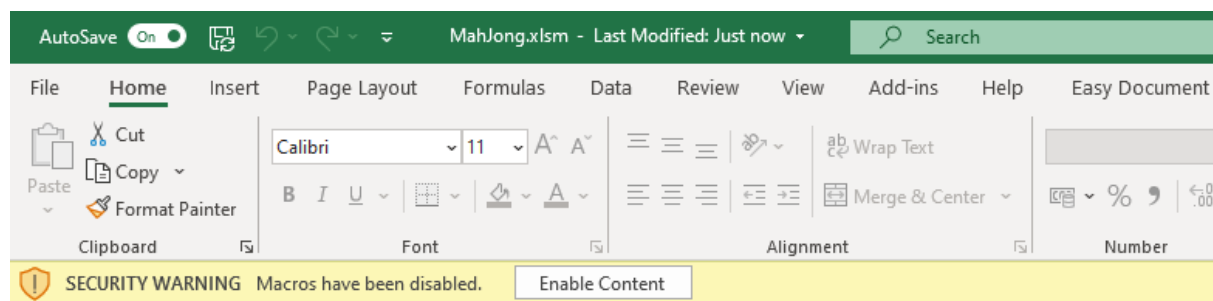 AutoSave On MahJong.xlsm - Last Modified: Just now Search
File Home Insert Page Layout Formulas Data Review View Add-ins Help Easy Document
Cut
Calibri 11 A A ab Wrap Text
Copy
Paste
B I U A Merge & Center % 9
Format Painter
Clipboard Font Alignment Number
SECURITY WARNING Macros have been disabled. Enable Content